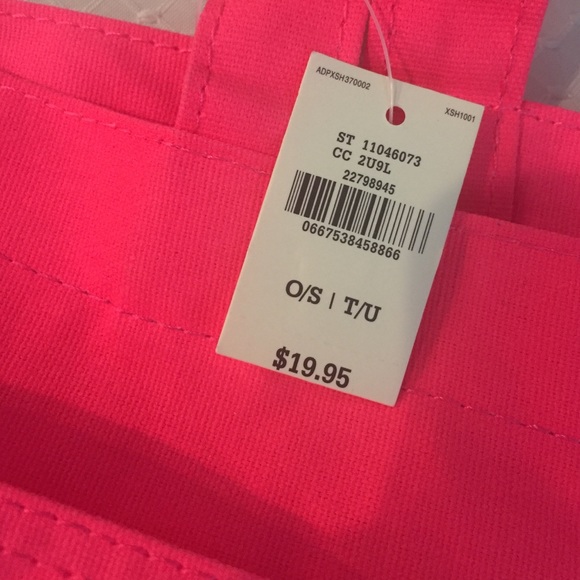 ADPXSH370002
XSH1001
ST 11046073
CC 2U9L
22798945
0667538458866
O/S | T/U
$19.95